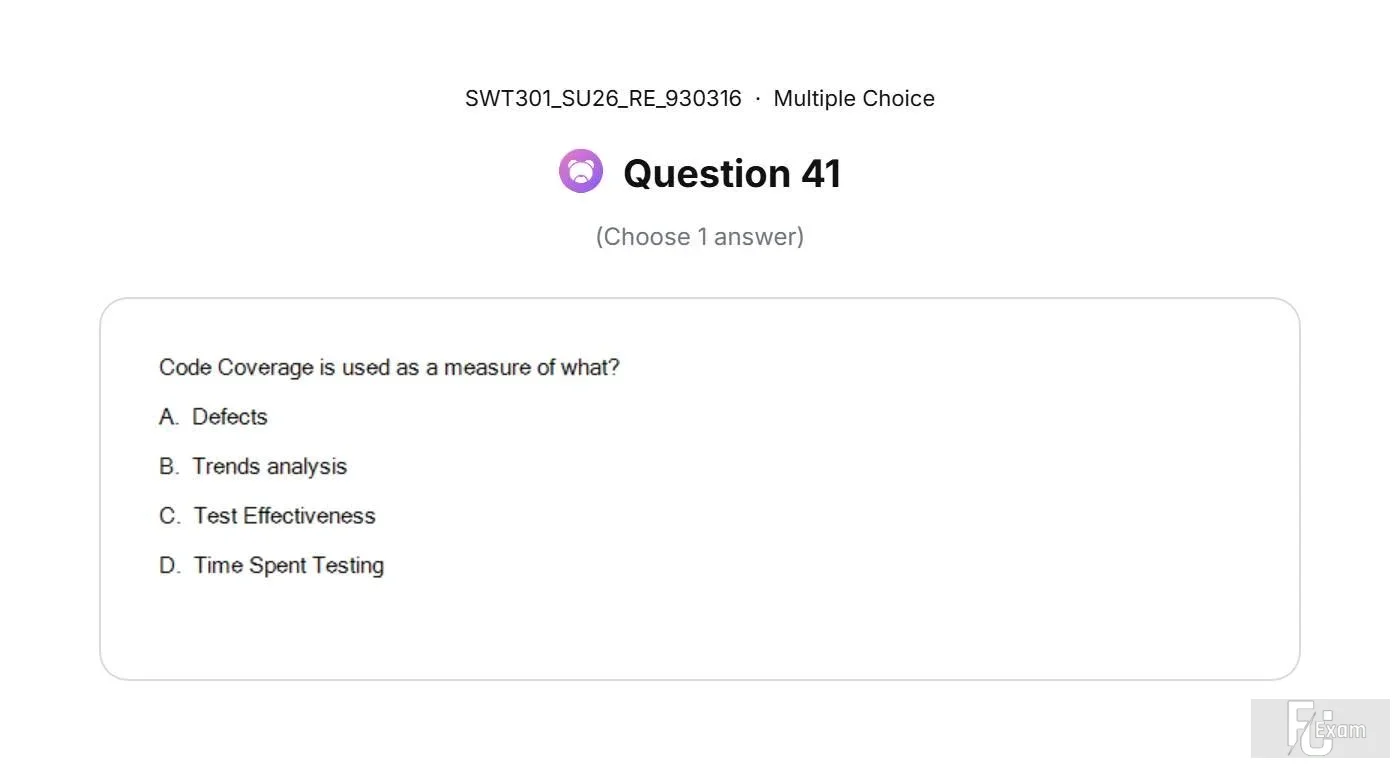 SWT301_SU26_RE_930316 · Multiple Choice
Question 41
(Choose 1 answer)
Code Coverage is used as a measure of what?
A. Defects
B. Trends analysis
C. Test Effectiveness
D. Time Spent Testing
FC Exam